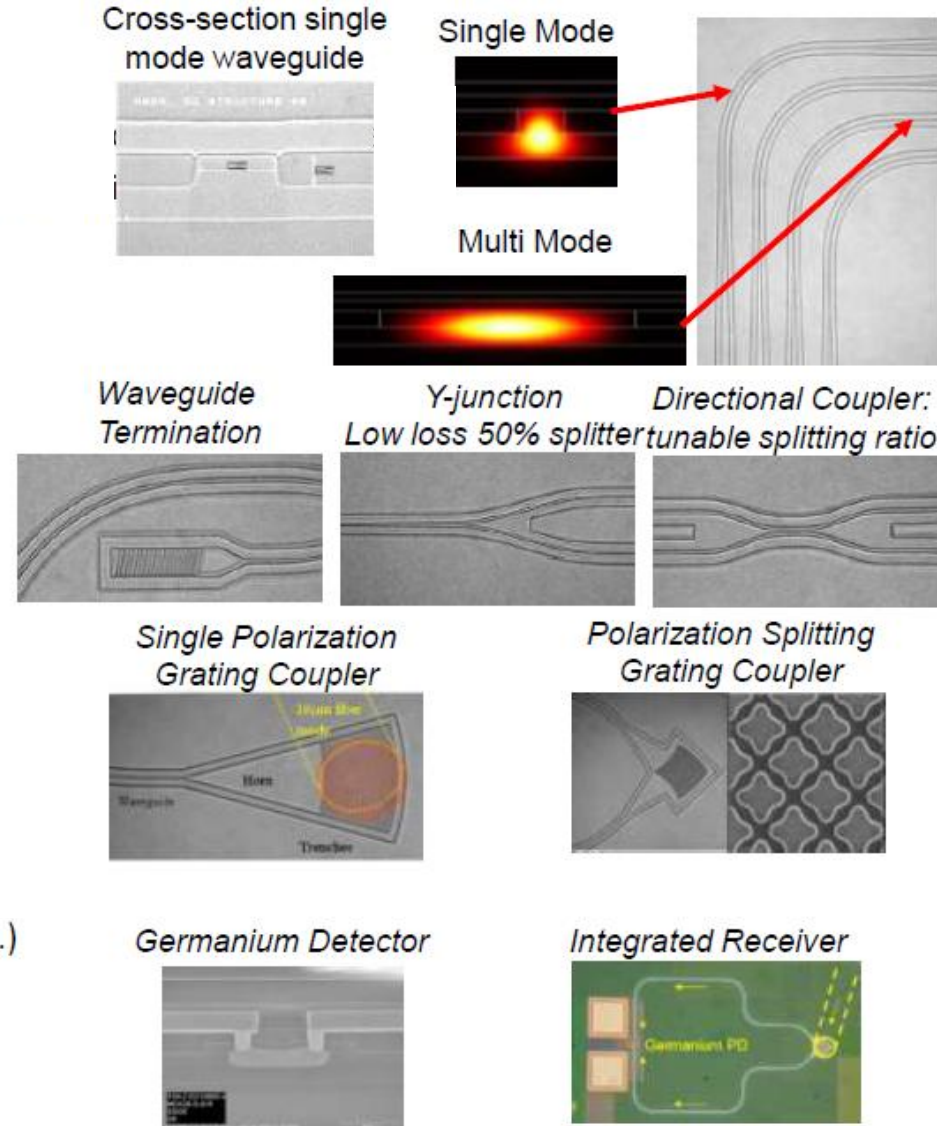 Cross-section single
mode waveguide
Single Mode
Multi Mode
Waveguide
Termination
Y-junction
Low loss 50% splitter
Directional Coupler:
tunable splitting ratio
Single Polarization
Grating Coupler
Horn
Waveguide
Trenches
Polarization Splitting
Grating Coupler
.)
Germanium Detector
Integrated Receiver
Germanium PD